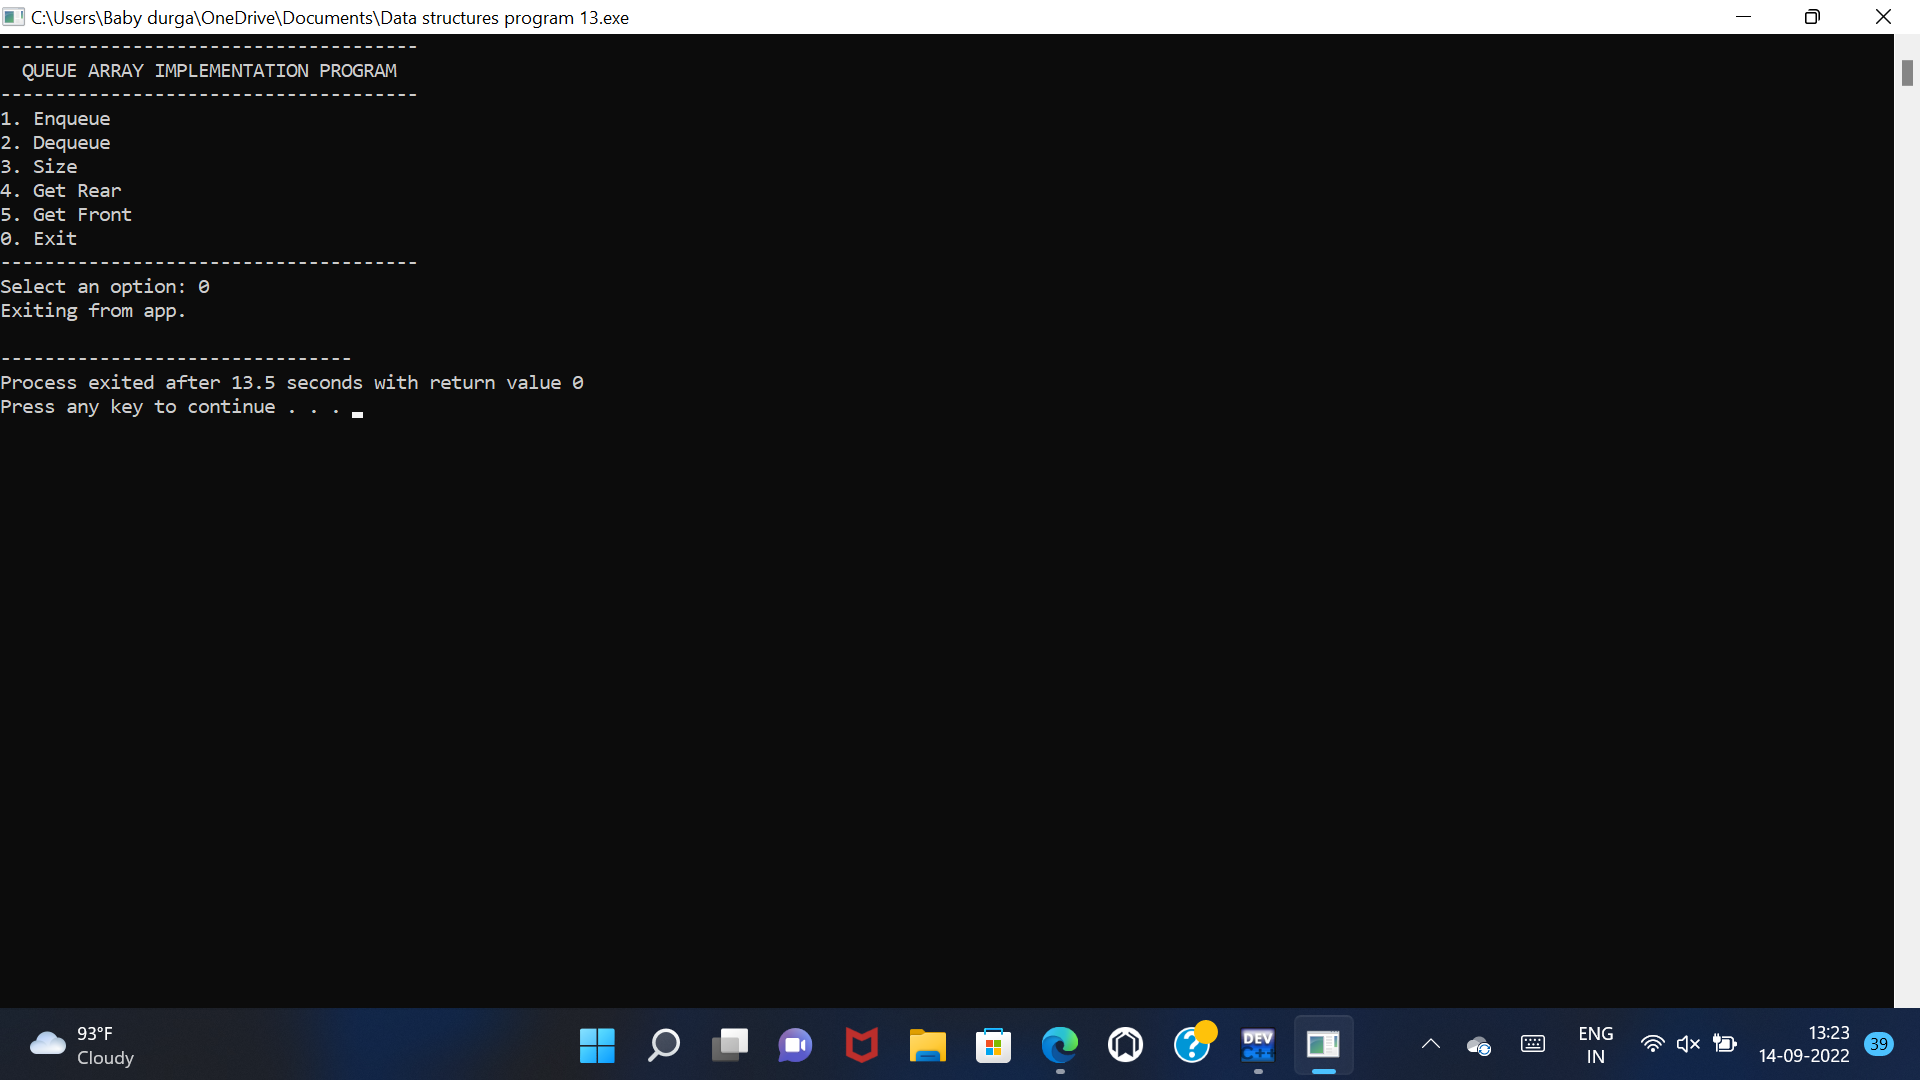 C:\Users\Baby durga\OneDrive\Documents\Data structures program 13.exe
--------------------------------------
  QUEUE ARRAY IMPLEMENTATION PROGRAM
--------------------------------------
1. Enqueue
2. Dequeue
3. Size
4. Get Rear
5. Get Front
0. Exit
--------------------------------------
Select an option: 0
Exiting from app.

--------------------------------
Process exited after 13.5 seconds with return value 0
Press any key to continue . . .
93°F
Cloudy
DEV
C++
ENG
IN
13:23
14-09-2022
39